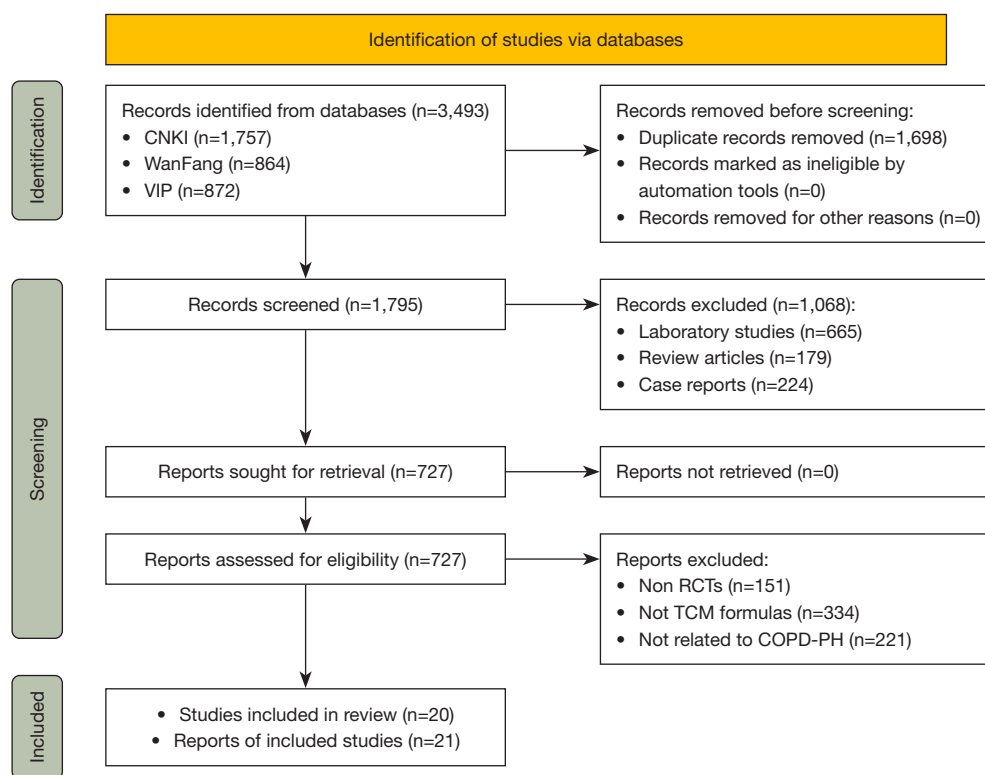 Identification of studies via databases
Identification
Records identified from databases (n=3,493)
• CNKI (n=1,757)
• WanFang (n=864)
• VIP (n=872)
Records removed before screening:
• Duplicate records removed (n=1,698)
• Records marked as ineligible by
automation tools (n=0)
• Records removed for other reasons (n=0)
Screening
Records screened (n=1,795)
Records excluded (n=1,068):
• Laboratory studies (n=665)
• Review articles (n=179)
• Case reports (n=224)
Reports sought for retrieval (n=727)
Reports not retrieved (n=0)
Reports assessed for eligibility (n=727)
Reports excluded:
• Non RCTs (n=151)
• Not TCM formulas (n=334)
• Not related to COPD-PH (n=221)
Included
• Studies included in review (n=20)
• Reports of included studies (n=21)